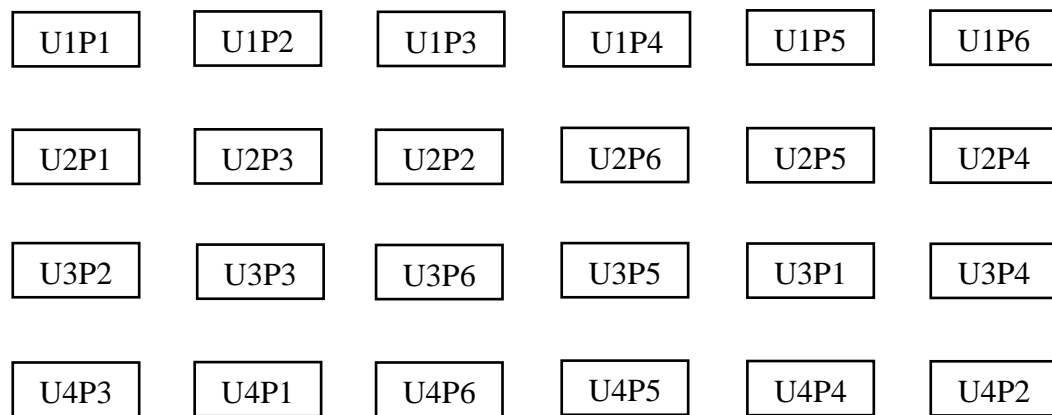 U1P1 U1P2 U1P3 U1P4 U1P5 U1P6
U2P1 U2P3 U2P2 U2P6 U2P5 U2P4
U3P2 U3P3 U3P6 U3P5 U3P1 U3P4
U4P3 U4P1 U4P6 U4P5 U4P4 U4P2